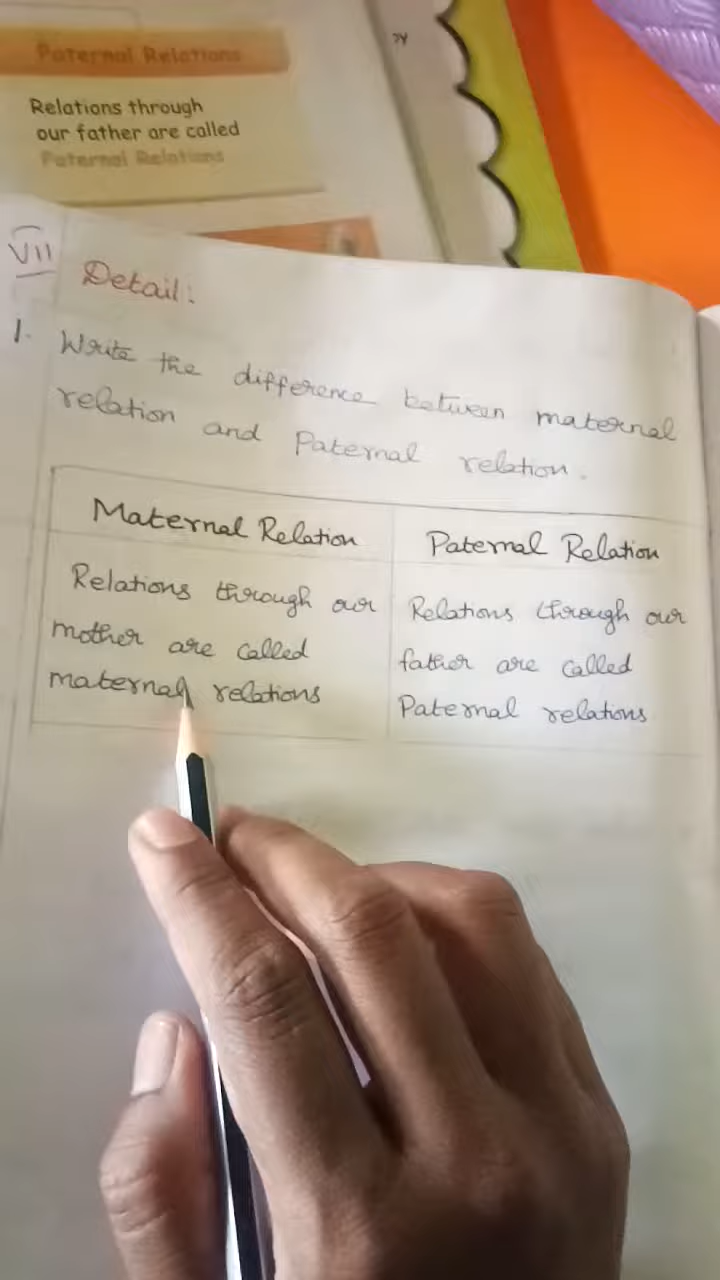 Paternal Relations
Relations through
our father are called
Paternal Relations
VII
Detail:
1. Write the difference between maternal
relation and Paternal relation.
Maternal Relation
Relations through our
mother are called
maternal relations
Paternal Relation
Relations through our
father are called
Paternal relations